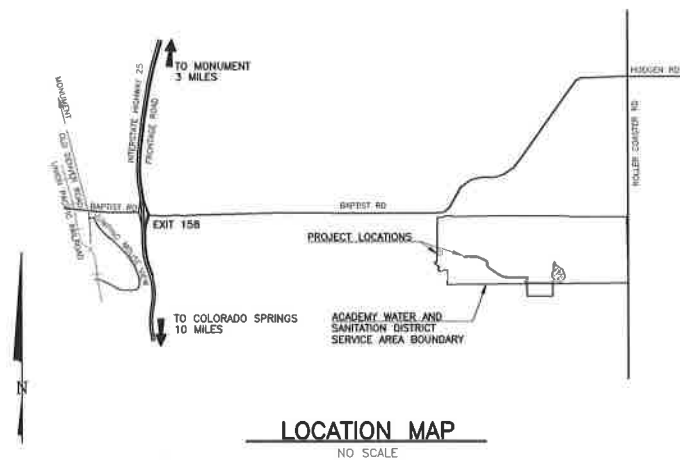 TO MONUMENT
3 MILES
INTERSTATE HIGHWAY 25
FRONTAGE ROAD
HODGEN RD
ROLLER COASTER RD
MONUMENT
OLD DENVER ROAD
UNION PACIFIC RAILROAD
BAPTIST RD
BAPTIST RD
EXIT 158
STRUTHERS
PROJECT LOCATIONS
TO COLORADO SPRINGS
10 MILES
ACADEMY WATER AND
SANITATION DISTRICT
SERVICE AREA BOUNDARY
N
LOCATION MAP
NO SCALE